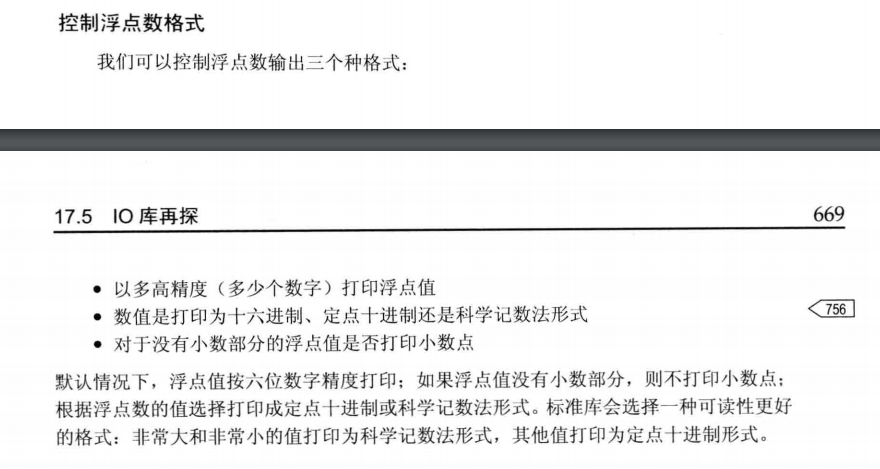 控制浮点数格式
我们可以控制浮点数输出三个种格式：
17.5 IO 库再探 669
• 以多高精度（多少个数字）打印浮点值
• 数值是打印为十六进制、定点十进制还是科学记数法形式
756
• 对于没有小数部分的浮点值是否打印小数点
默认情况下，浮点值按六位数字精度打印；如果浮点值没有小数部分，则不打印小数点；
根据浮点数的值选择打印成定点十进制或科学记数法形式。标准库会选择一种可读性更好
的格式：非常大和非常小的值打印为科学记数法形式，其他值打印为定点十进制形式。